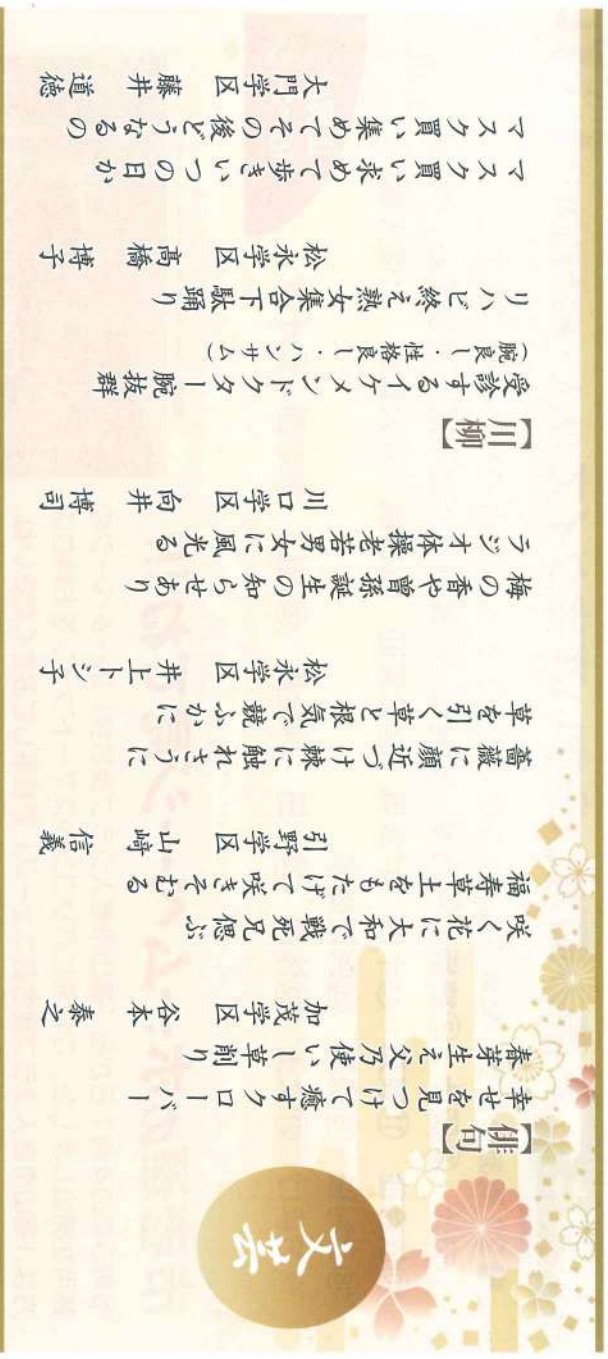 文芸
【俳句】
幸せを見つけて癒すクローバー
春芽生え父乃使いし草削り
加茂学区 谷本 泰之
咲く花に大和で戦死兄偲ぶ
福寿草土をもたげて咲きそむる
引野学区 山﨑 信義
薔薇に顔近づけ棘に触れさうに
草を引く草と根気で競ふかに
松永学区 井上トシ子
梅の香や曽孫誕生の知らせあり
ラジオ体操老若男女に風光る
川口学区 向井 博司
【川柳】
受診するイケメンドクター腕抜群
(腕良し・性格良し・ハンサム)
リハビ終え熟女集合下駄踊り
松永学区 髙橋 博子
マスク買い求めて歩きいつの日か
マスク買い集めてその後どうなるの
大門学区 藤井 道徳